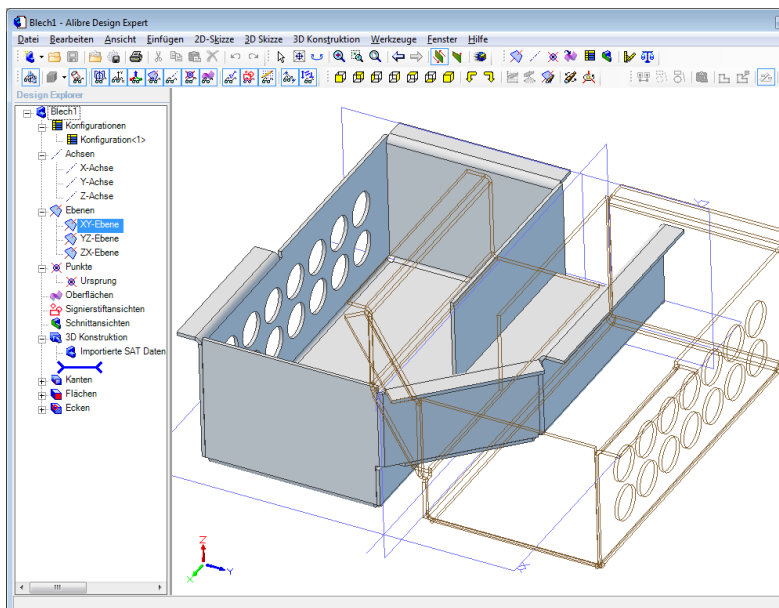 Blech1 - Alibre Design Expert
Datei Bearbeiten Ansicht Einfügen 2D-Skizze 3D Skizze 3D Konstruktion Werkzeuge Fenster Hilfe
Design Explorer
Blech1
Konfigurationen
Konfiguration<1>
Achsen
X-Achse
Y-Achse
Z-Achse
Ebenen
XY-Ebene
YZ-Ebene
ZX-Ebene
Punkte
Ursprung
Oberflächen
Signierstiftansichten
Schnittansichten
3D Konstruktion
Importierte SAT Daten
Kanten
Flächen
Ecken
Z
Y
X